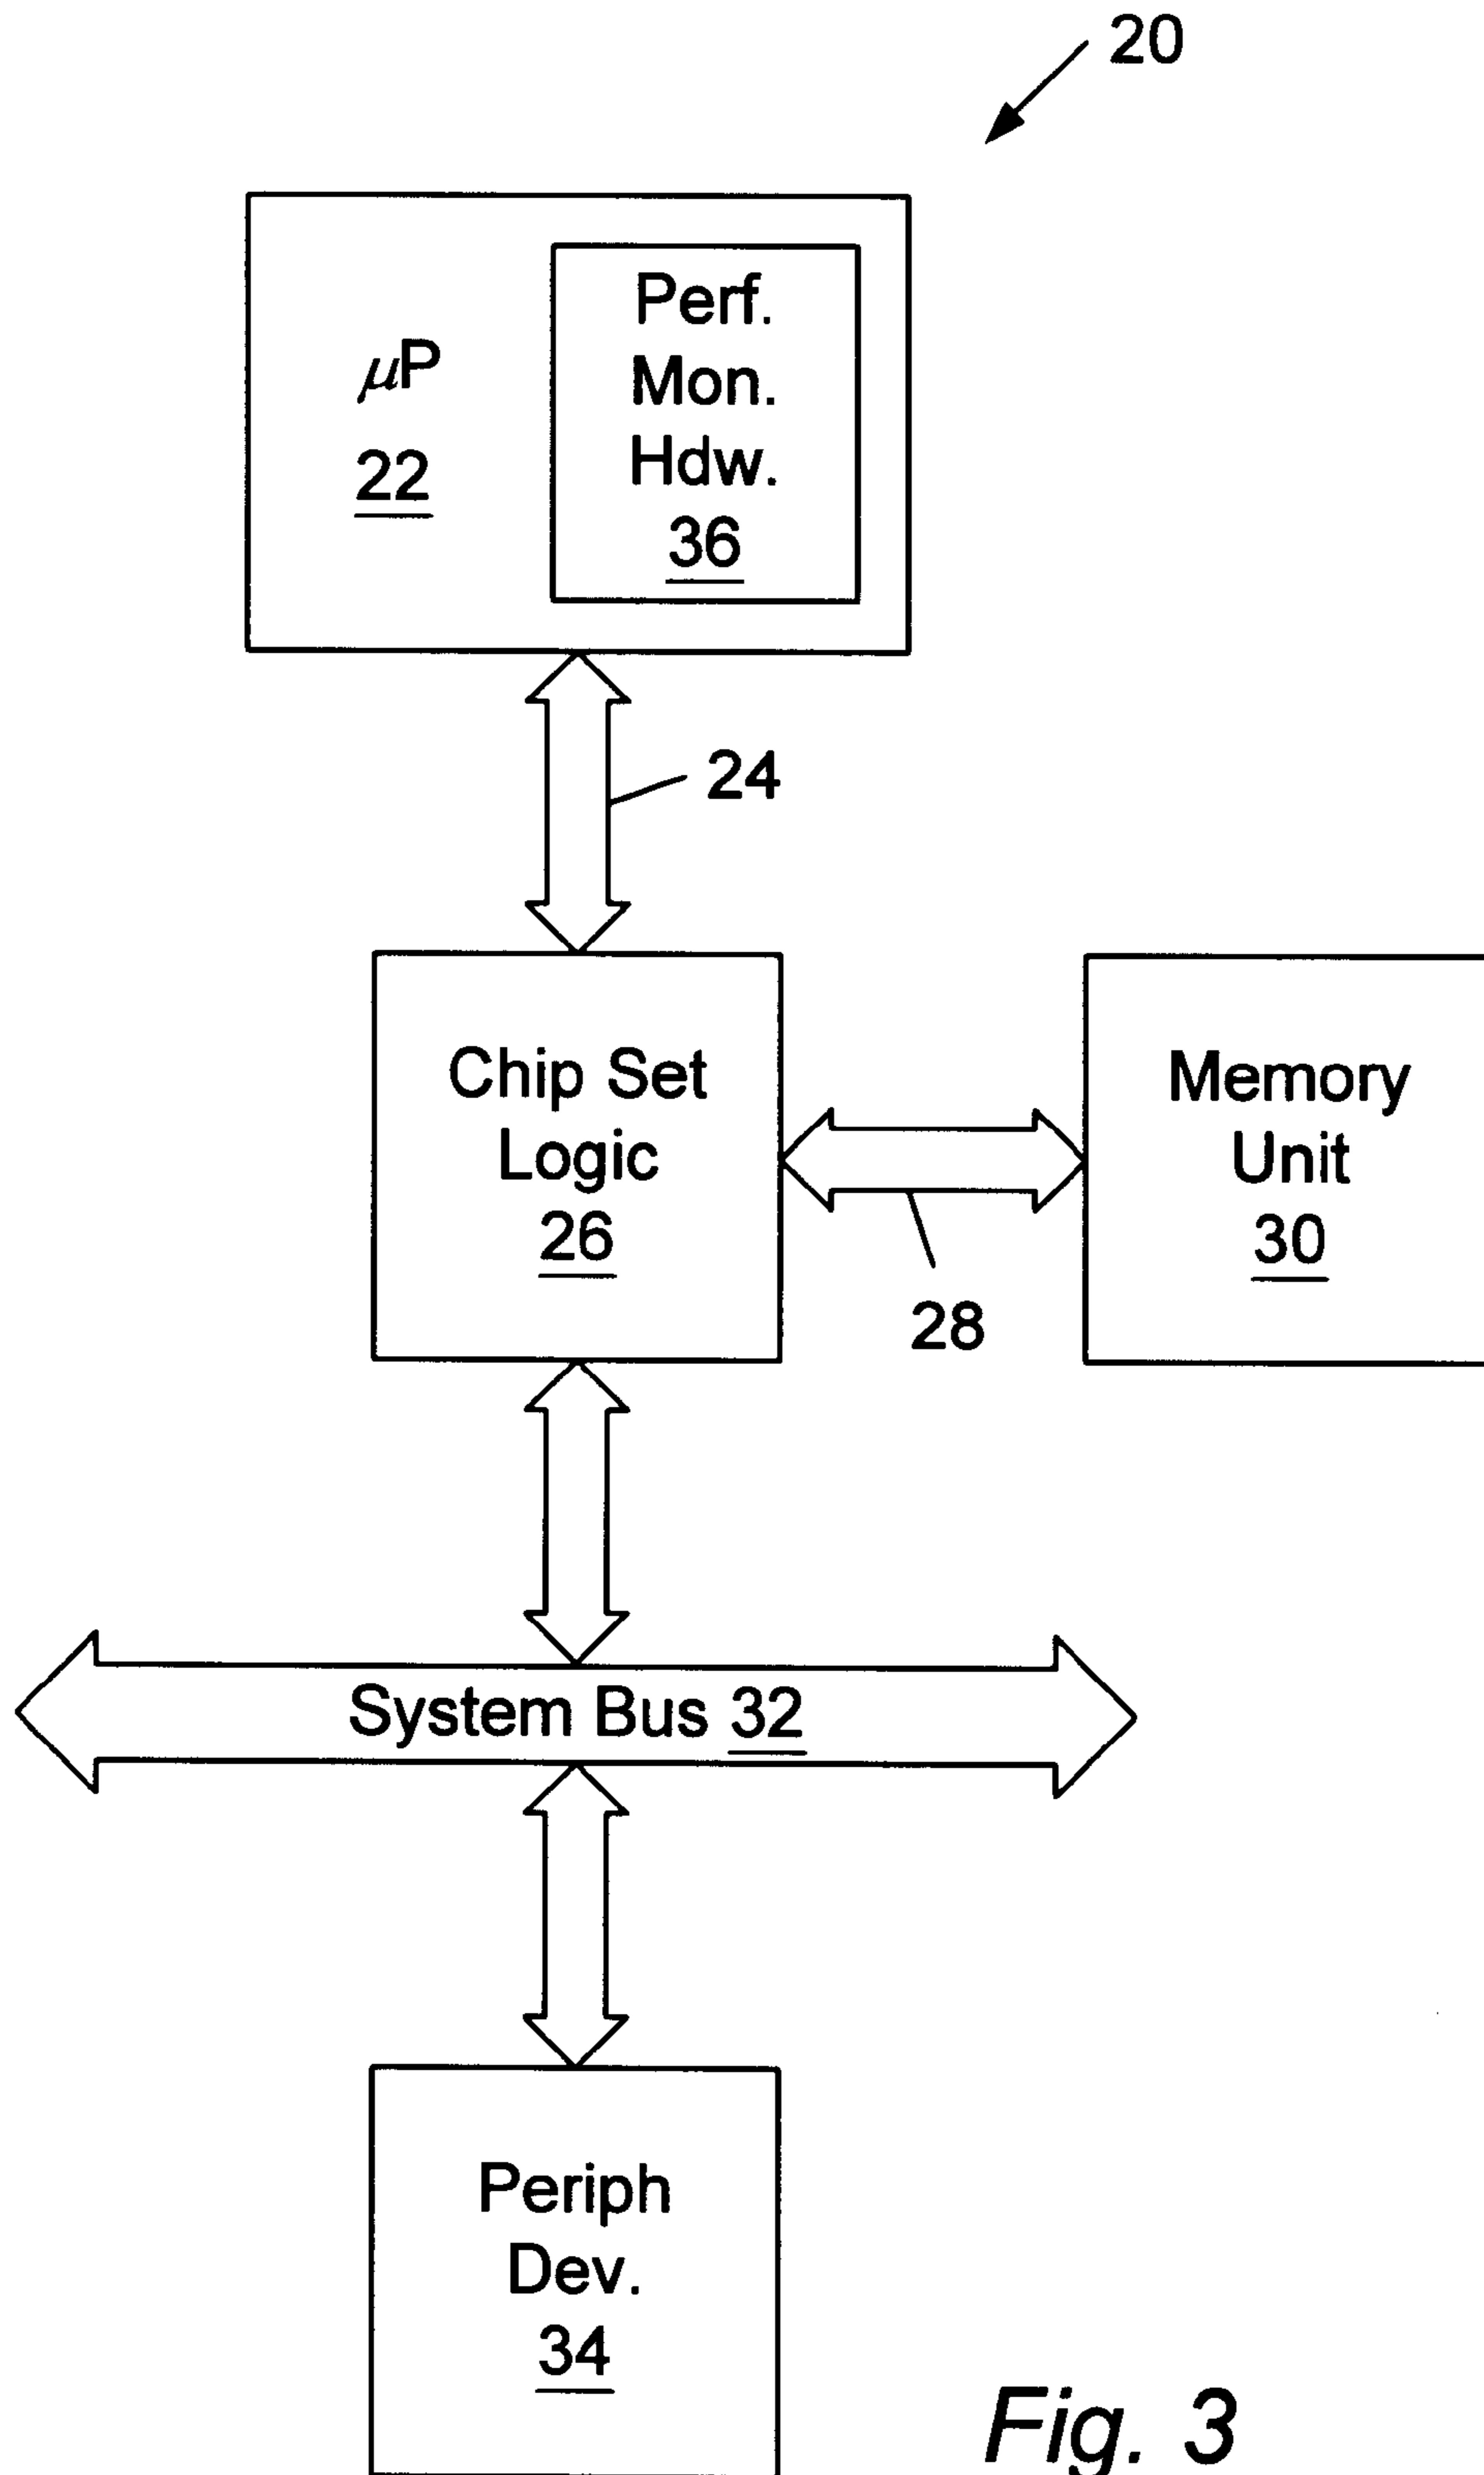 20
Perf.
Mon.
Hdw.
36
μP
22
24
Chip Set
Logic
26
Memory
Unit
30
28
System Bus 32
Periph
Dev.
34
Fig. 3